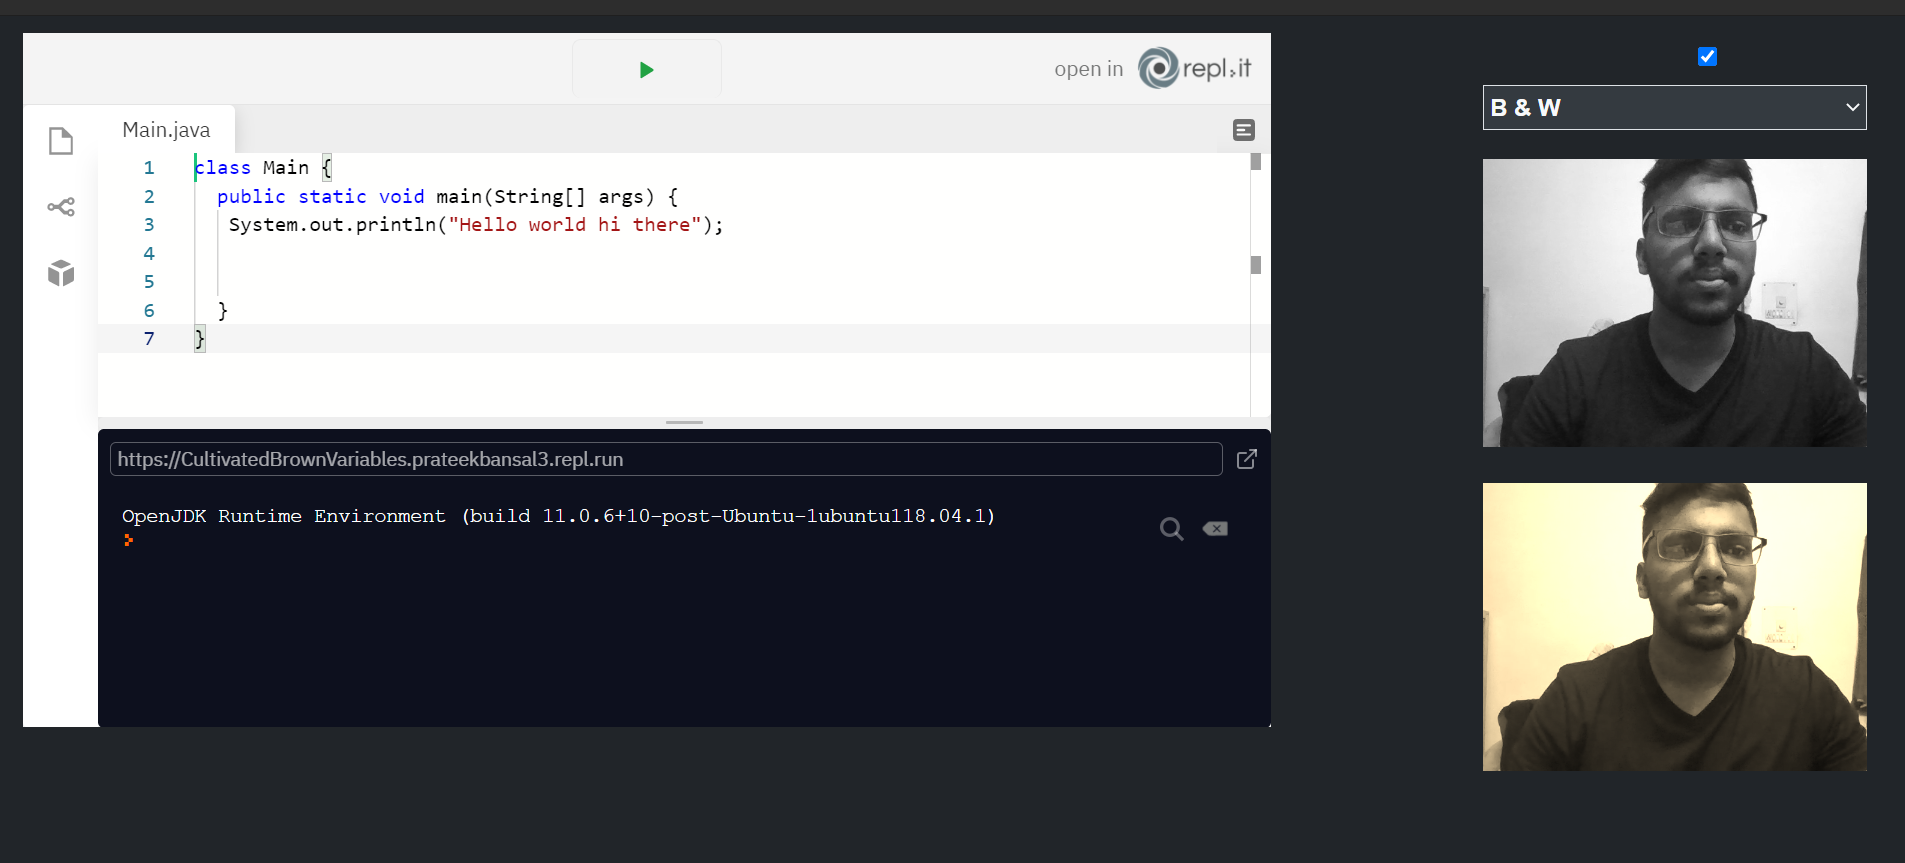 open in repl.it
B & W
Main.java
1 class Main {
2 public static void main(String[] args) {
3 System.out.println("Hello world hi there");
4
5
6 }
7 }
https://CultivatedBrownVariables.prateekbansal3.repl.run
OpenJDK Runtime Environment (build 11.0.6+10-post-Ubuntu-1ubuntu118.04.1)